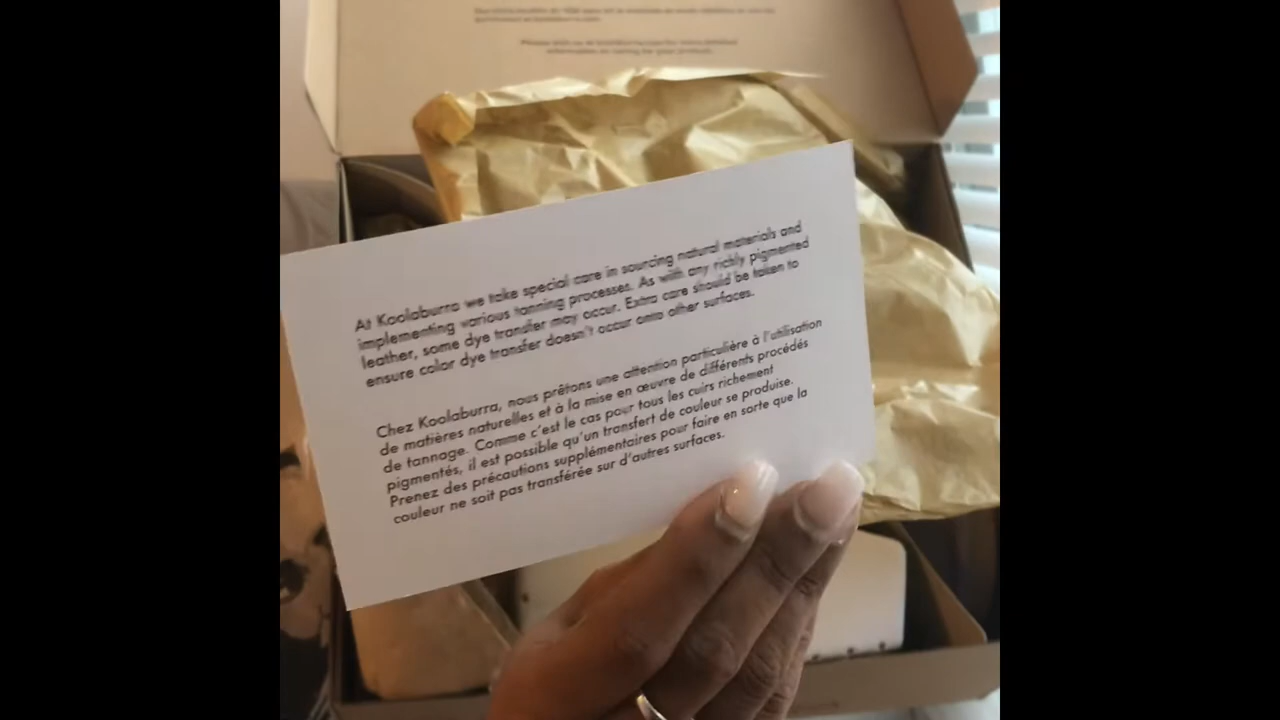 At Koolaburra we take special care in sourcing natural materials and
implementing various tanning processes. As with any richly pigmented
leather, some dye transfer may occur. Extra care should be taken to
ensure color dye transfer doesn't occur onto other surfaces.
Chez Koolaburra, nous prêtons une attention particulière à l'utilisation
de matières naturelles et à la mise en œuvre de différents procédés
de tannage. Comme c'est le cas pour tous les cuirs richement
pigmentés, il est possible qu'un transfert de couleur se produise.
Prenez des précautions supplémentaires pour faire en sorte que la
couleur ne soit pas transférée sur d'autres surfaces.